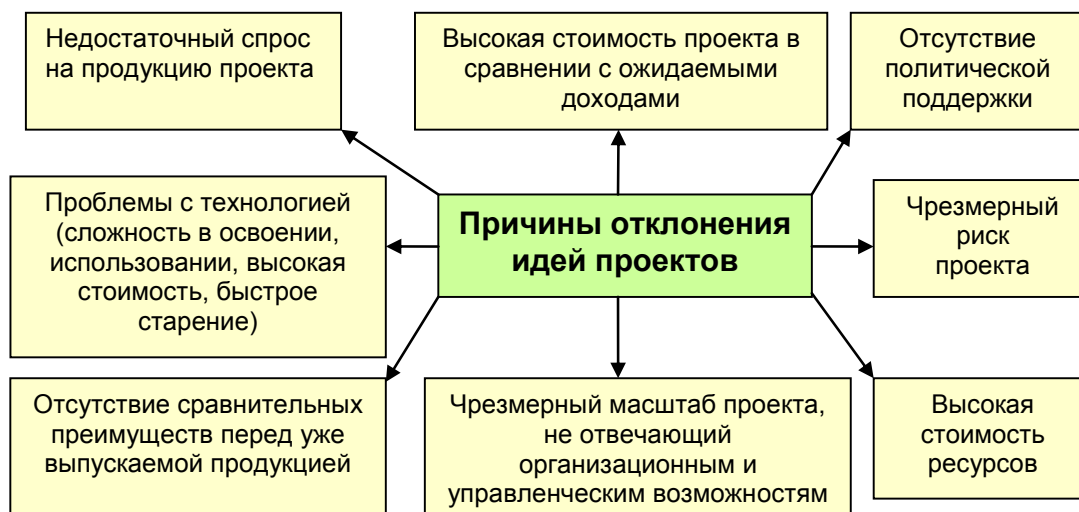 Недостаточный спрос
на продукцию проекта
Высокая стоимость проекта в
сравнении с ожидаемыми
доходами
Отсутствие
политической
поддержки
Проблемы с технологией
(сложность в освоении,
использовании, высокая
стоимость, быстрое
старение)
Причины отклонения
идей проектов
Чрезмерный
риск
проекта
Отсутствие сравнительных
преимуществ перед уже
выпускаемой продукцией
Чрезмерный масштаб проекта,
не отвечающий
организационным и
управленческим возможностям
Высокая
стоимость
ресурсов